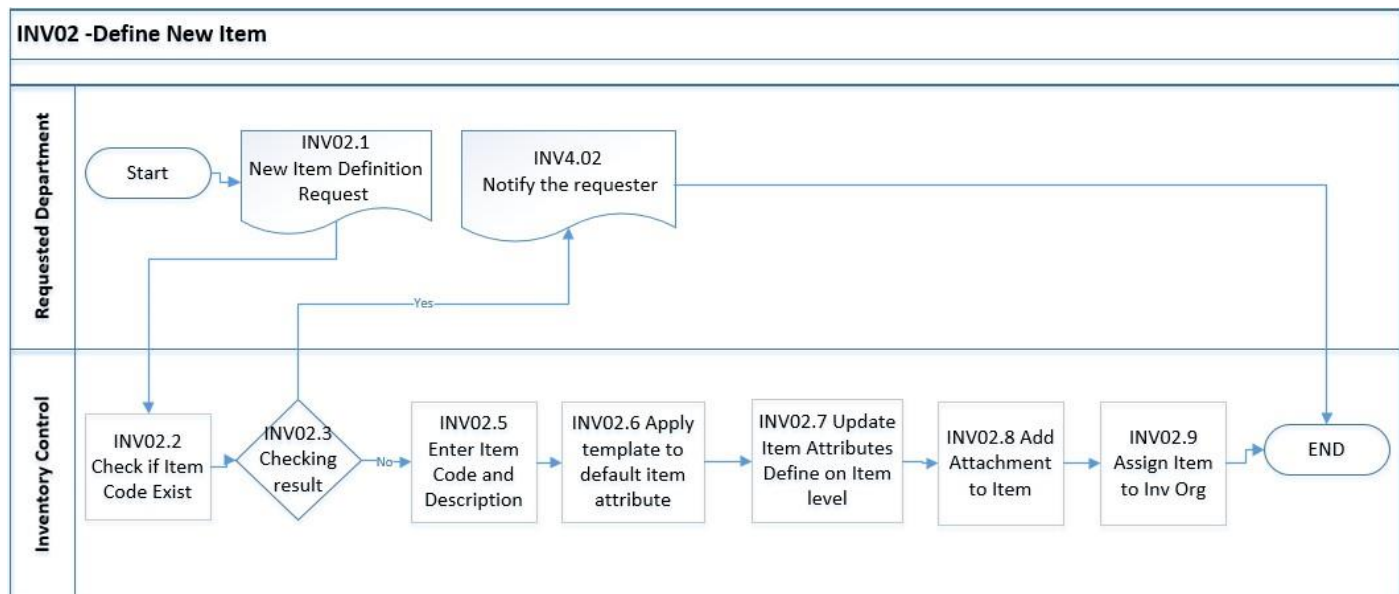 INV02 -Define New Item
Requested Department
Start
INV02.1
New Item Definition
Request
INV4.02
Notify the requester
Yes
Inventory Control
INV02.2
Check if Item
Code Exist
INV02.3
Checking
result
No
INV02.5
Enter Item
Code and
Description
INV02.6 Apply
template to
default item
attribute
INV02.7 Update
Item Attributes
Define on Item
level
INV02.8 Add
Attachment
to Item
INV02.9
Assign Item
to Inv Org
END